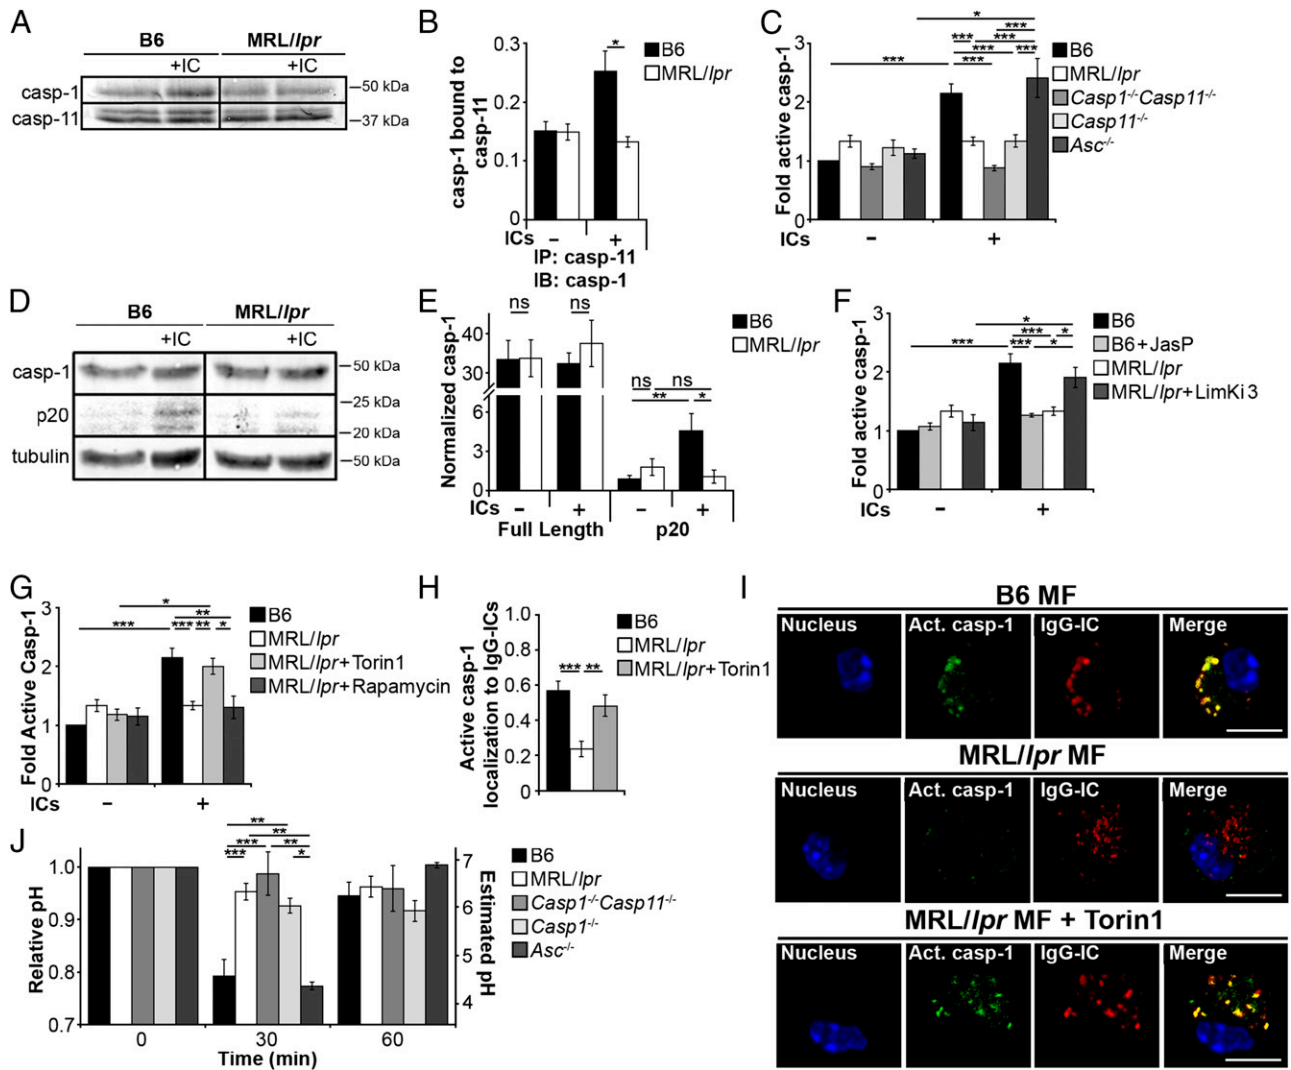 A
B6
MRL/lpr
+IC
+IC
casp-1
casp-11
50 kDa
37 kDa
B
casp-1 bound to
casp-11
0.3
0.2
0.1
0
B6
MRL/lpr
*
ICs
−
+
IP: casp-11
IB: casp-1
C
Fold active casp-1
3
2
1
0
*
***
*** ***
*** ***
*** ***
B6
MRL/lpr
Casp1-/-Casp11-/-
Casp11-/-
Asc-/-
ICs
−
+
D
B6
MRL/lpr
+IC
+IC
casp-1
p20
tubulin
50 kDa
25 kDa
20 kDa
50 kDa
E
Normalized casp-1
40
30
6
3
0
ns
ns
ns
ns
**
*
B6
MRL/lpr
ICs
−
+
−
+
Full Length
p20
F
Fold active casp-1
3
2
1
0
*
*** *
*** *** *
B6
B6+JasP
MRL/lpr
MRL/lpr+LimKi 3
ICs
−
+
G
Fold Active Casp-1
3
2
1
0
*
**
*** *** ** *
B6
MRL/lpr
MRL/lpr+Torin1
MRL/lpr+Rapamycin
ICs
−
+
H
Active casp-1
localization to IgG-ICs
1.0
0.8
0.6
0.4
0.2
0
*** **
B6
MRL/lpr
MRL/lpr+Torin1
I
B6 MF
Nucleus
Act. casp-1
IgG-IC
Merge
MRL/lpr MF
Nucleus
Act. casp-1
IgG-IC
Merge
MRL/lpr MF + Torin1
Nucleus
Act. casp-1
IgG-IC
Merge
J
Relative pH
1.0
0.9
0.8
0.7
**
**
*** **
*** *
7
6
5
4
Estimated pH
B6
MRL/lpr
Casp1-/-Casp11-/-
Casp1-/-
Asc-/-
0
30
60
Time (min)